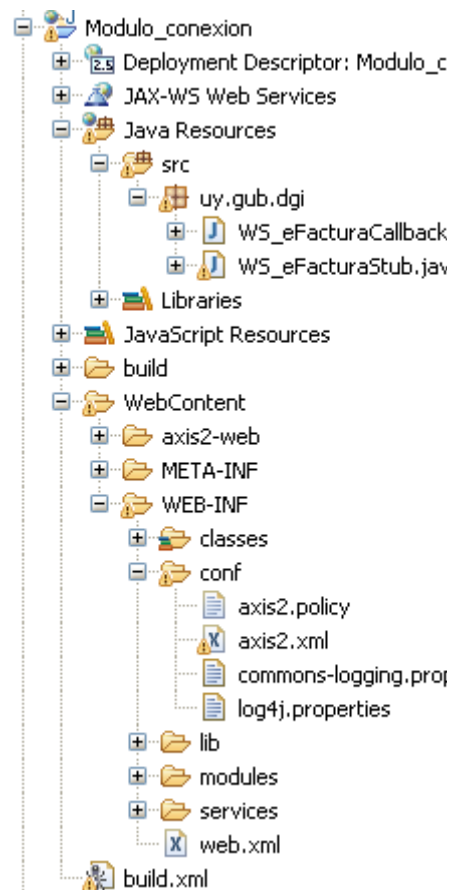 Modulo_conexion
2.5 Deployment Descriptor: Modulo_c
JAX-WS Web Services
Java Resources
src
uy.gub.dgi
J WS_eFacturaCallback
J WS_eFacturaStub.jav
Libraries
JavaScript Resources
build
WebContent
axis2-web
META-INF
WEB-INF
classes
conf
axis2.policy
X axis2.xml
commons-logging.prop
log4j.properties
lib
modules
services
X web.xml
build.xml